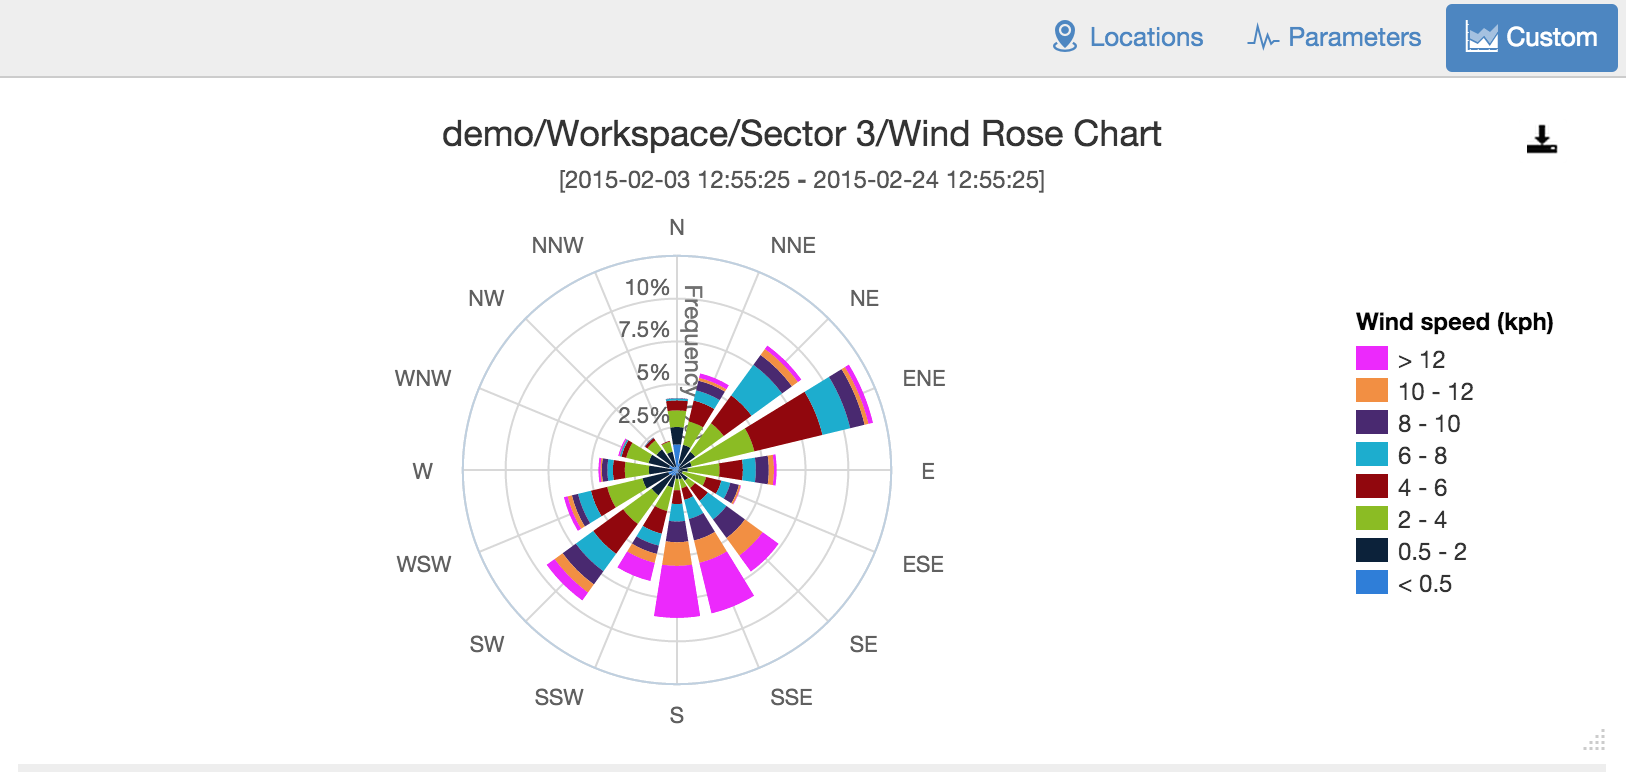 Locations
Parameters
Custom
demo/Workspace/Sector 3/Wind Rose Chart
[2015-02-03 12:55:25 - 2015-02-24 12:55:25]
N
NNE
NE
ENE
E
ESE
SE
SSE
S
SSW
SW
WSW
W
WNW
NW
NNW
10%
7.5%
5%
2.5%
Frequency
Wind speed (kph)
> 12
10 - 12
8 - 10
6 - 8
4 - 6
2 - 4
0.5 - 2
< 0.5